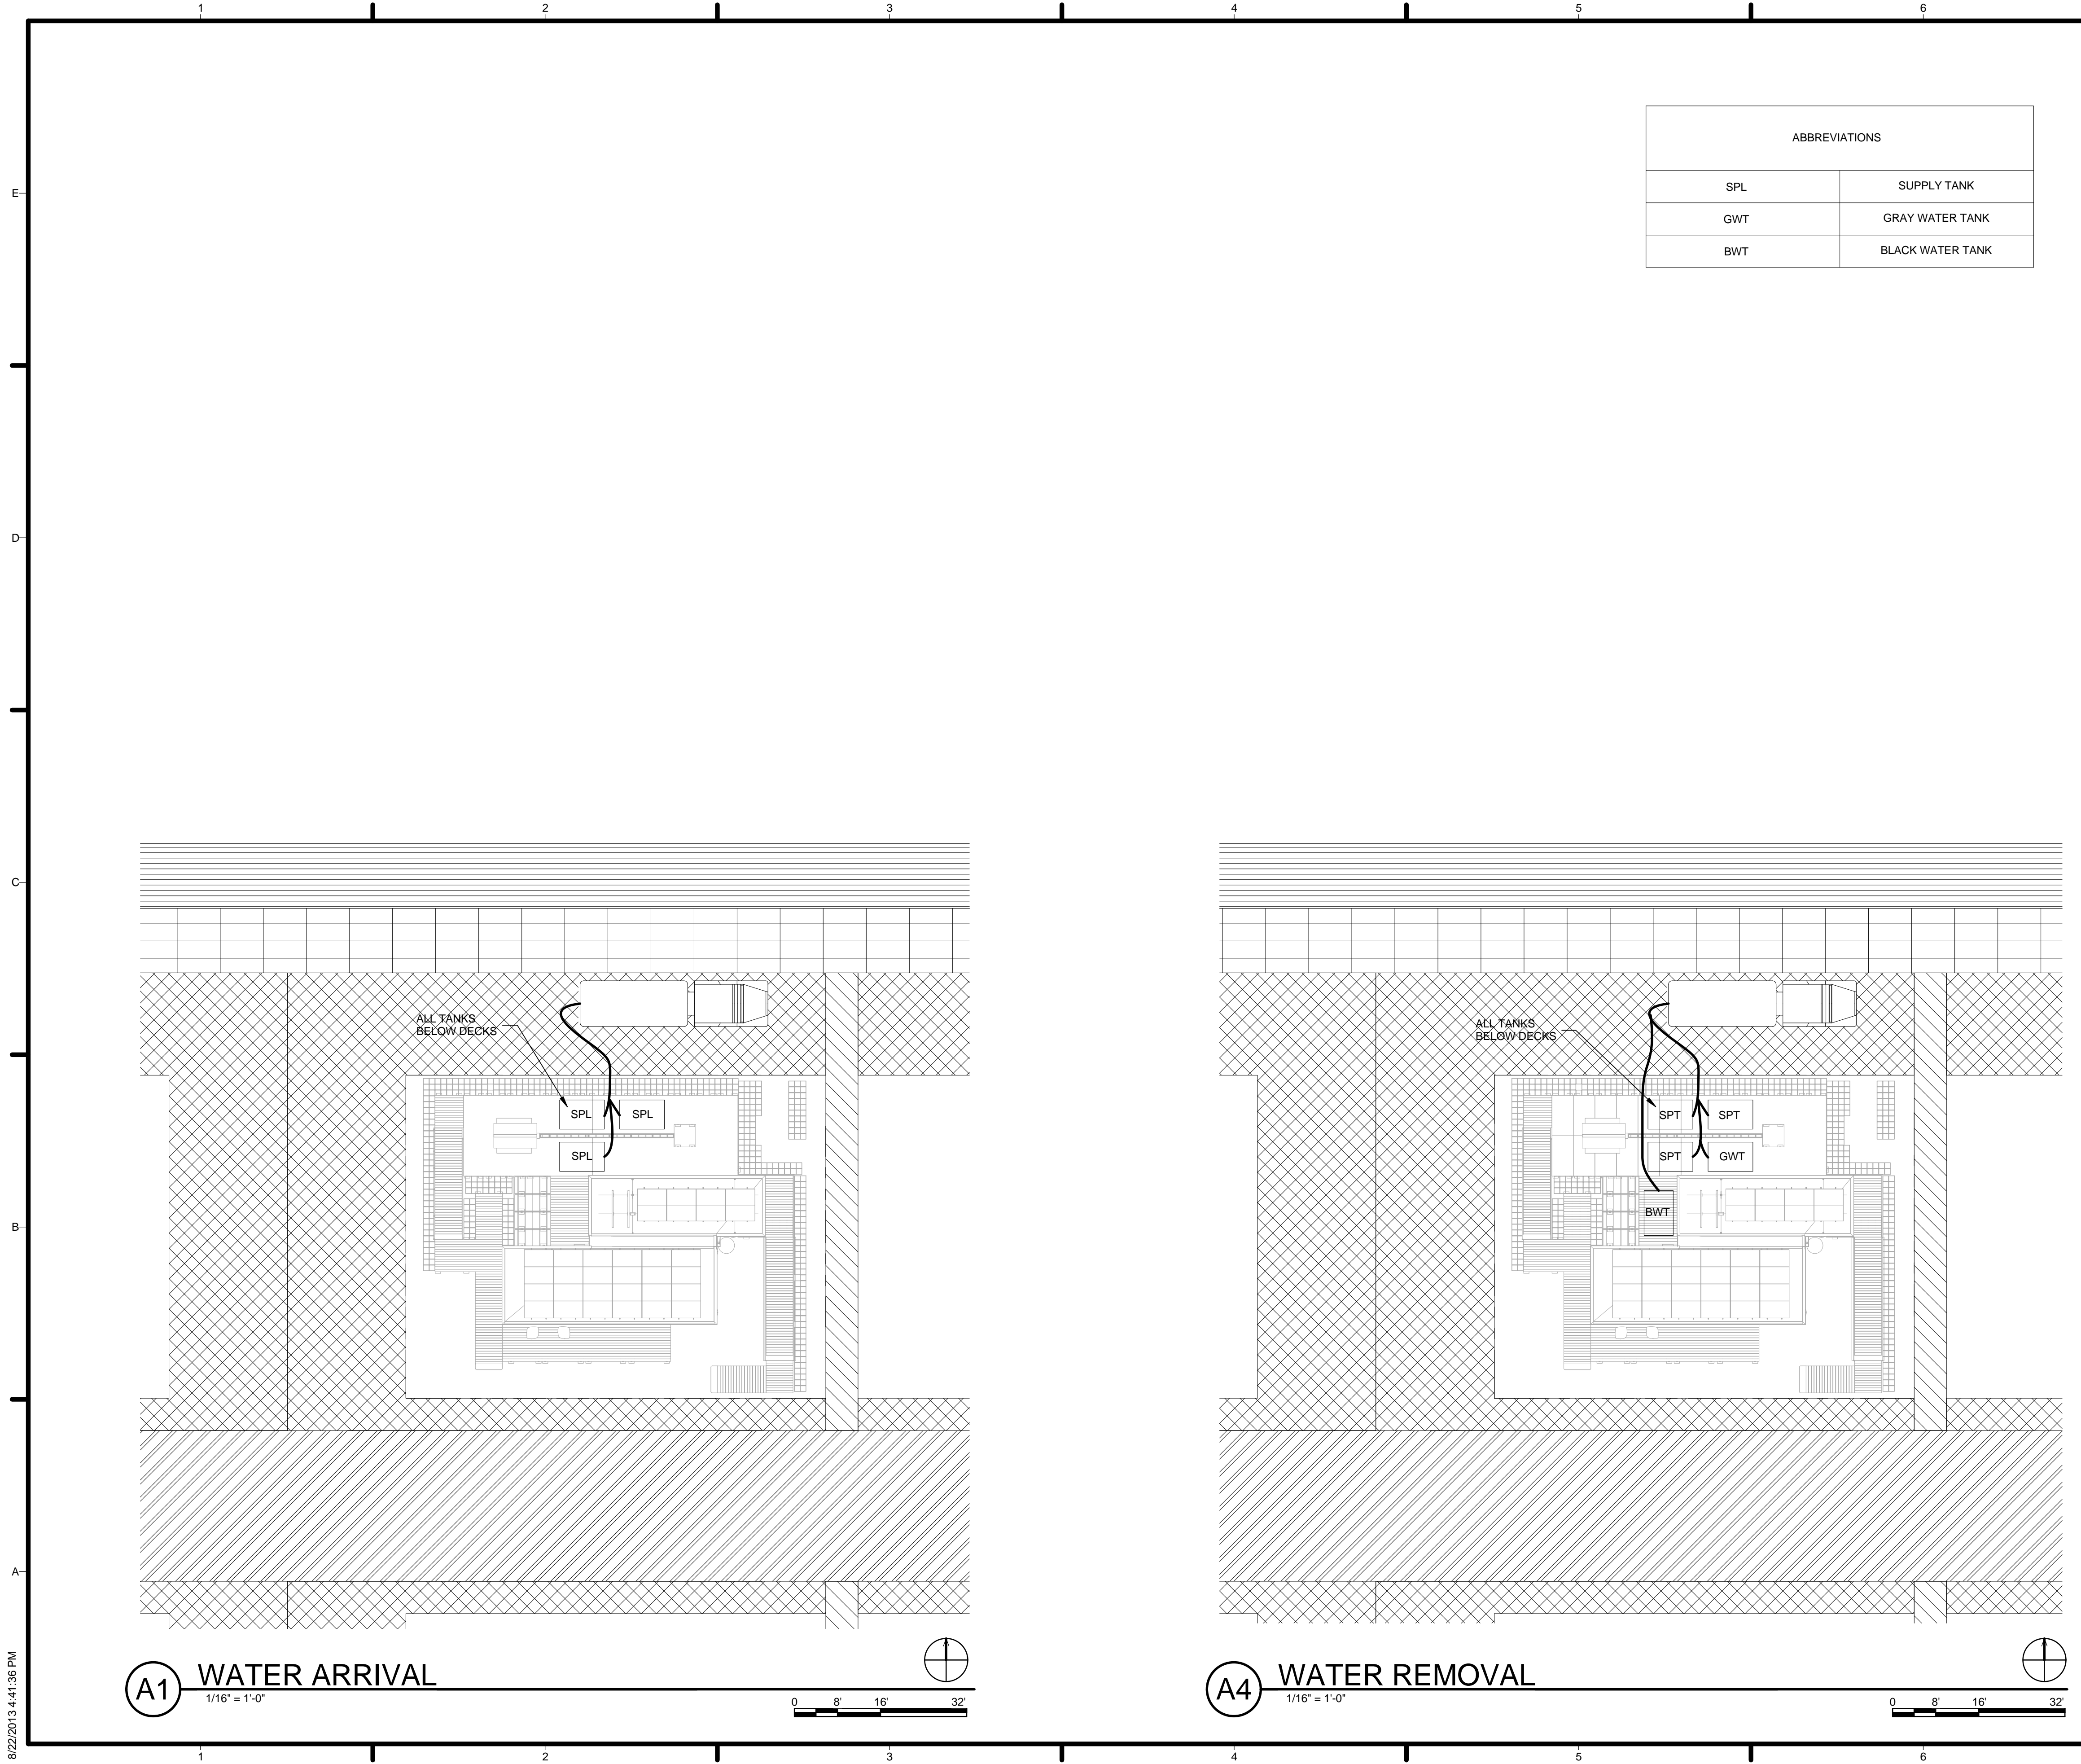 1 2 3 4 5 6
ABBREVIATIONS
SPL SUPPLY TANK
GWT GRAY WATER TANK
BWT BLACK WATER TANK
E
D
C
B
A
ALL TANKS
BELOW DECKS
SPL SPL
SPL
ALL TANKS
BELOW DECKS
SPT SPT
SPT GWT
BWT
A1 WATER ARRIVAL
1/16" = 1'-0"
0 8' 16' 32'
A4 WATER REMOVAL
1/16" = 1'-0"
0 8' 16' 32'
8/22/2013 4:41:36 PM
1 2 3 4 5 6